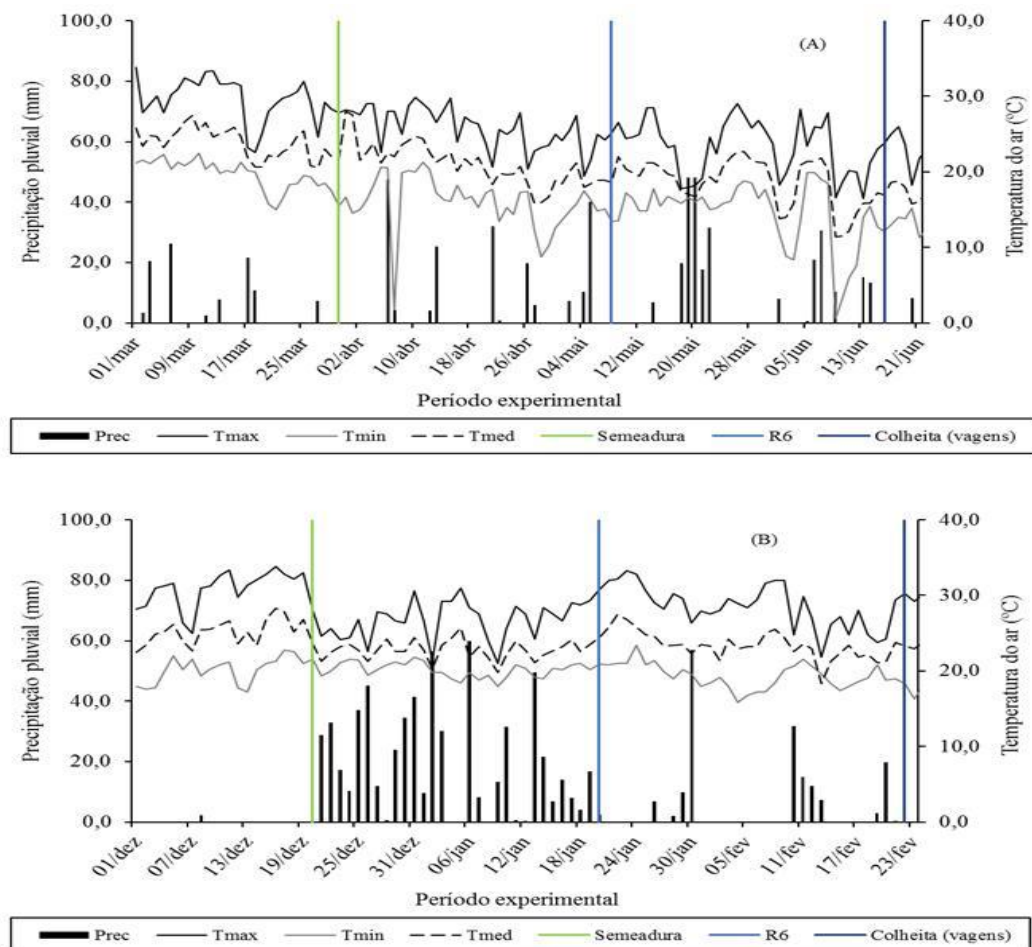 100,0 40,0
(A)
80,0
30,0
60,0
20,0
40,0
10,0
20,0
0,0 0,0
Precipitação pluvial (mm)
Temperatura do ar (ºC)
01/mar 09/mar 17/mar 25/mar 02/abr 10/abr 18/abr 26/abr 04/mai 12/mai 20/mai 28/mai 05/jun 13/jun 21/jun
Período experimental
Prec Tmax Tmin Tmed Semeadura R6 Colheita (vagens)
100,0 40,0
(B)
80,0
30,0
60,0
20,0
40,0
10,0
20,0
0,0 0,0
Precipitação pluvial (mm)
Temperatura do ar (ºC)
01/dez 07/dez 13/dez 19/dez 25/dez 31/dez 06/jan 12/jan 18/jan 24/jan 30/jan 05/fev 11/fev 17/fev 23/fev
Período experimental
Prec Tmax Tmin Tmed Semeadura R6 Colheita (vagens)